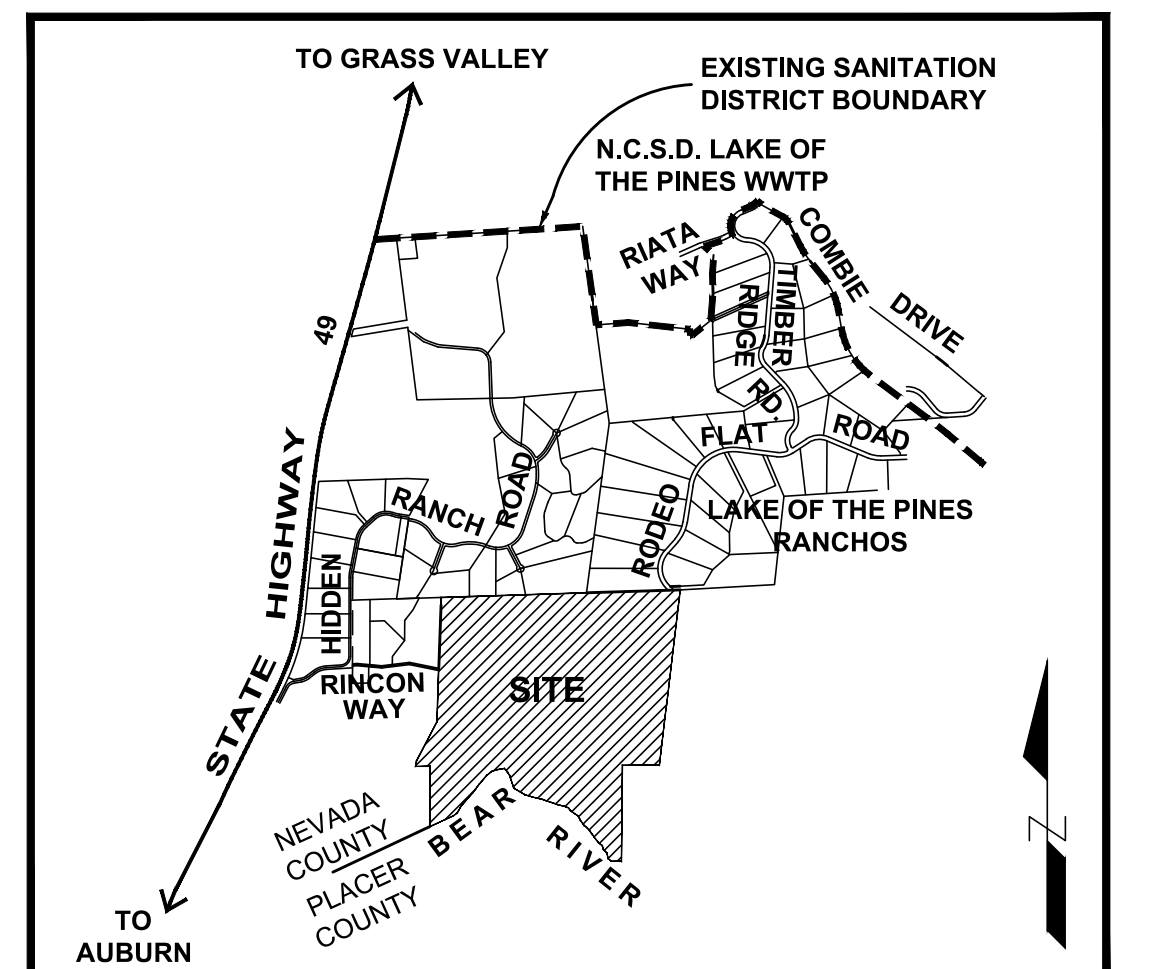 TO GRASS VALLEY
EXISTING SANITATION
DISTRICT BOUNDARY
N.C.S.D. LAKE OF
THE PINES WWTP
COMBIE
DRIVE
RIATA
WAY
TIMBER
RIDGE
RD.
49
FLAT
ROAD
RODEO
LAKE OF THE PINES
RANCHOS
RANCH
ROAD
HIDDEN
STATE HIGHWAY
RINCON
WAY
SITE
NEVADA
COUNTY
PLACER
COUNTY
BEAR
RIVER
Z
TO
AUBURN